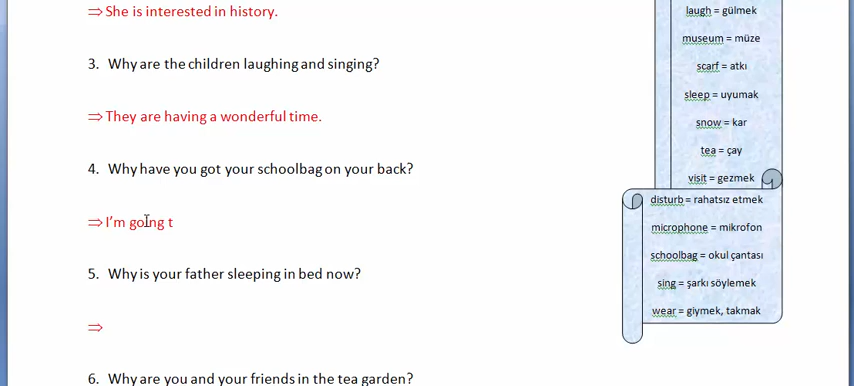 ⇒ She is interested in history.
3. Why are the children laughing and singing?
⇒ They are having a wonderful time.
4. Why have you got your schoolbag on your back?
⇒ I'm going t
5. Why is your father sleeping in bed now?
⇒
6. Why are you and your friends in the tea garden?
laugh = gülmek
museum = müze
scarf = atkı
sleep = uyumak
snow = kar
tea = çay
visit = gezmek
disturb = rahatsız etmek
microphone = mikrofon
schoolbag = okul çantası
sing = şarkı söylemek
wear = giymek, takmak